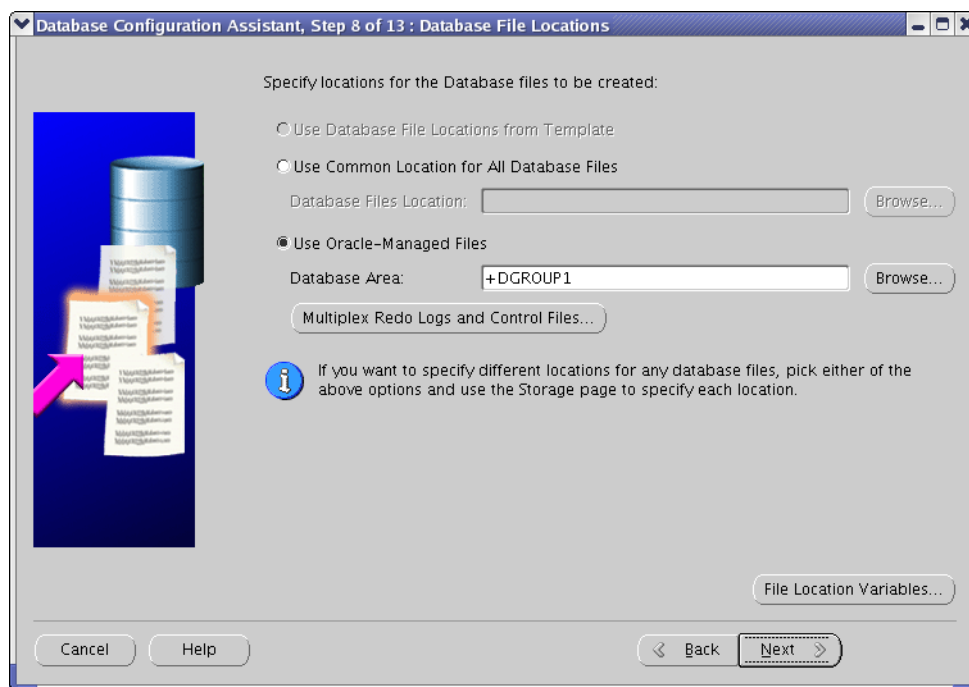 Database Configuration Assistant, Step 8 of 13 : Database File Locations
Specify locations for the Database files to be created:
Use Database File Locations from Template
Use Common Location for All Database Files
Database Files Location:
Browse...
Use Oracle-Managed Files
Database Area:
+DGROUP1
Browse...
Multiplex Redo Logs and Control Files...
If you want to specify different locations for any database files, pick either of the
above options and use the Storage page to specify each location.
File Location Variables...
Cancel
Help
Back
Next